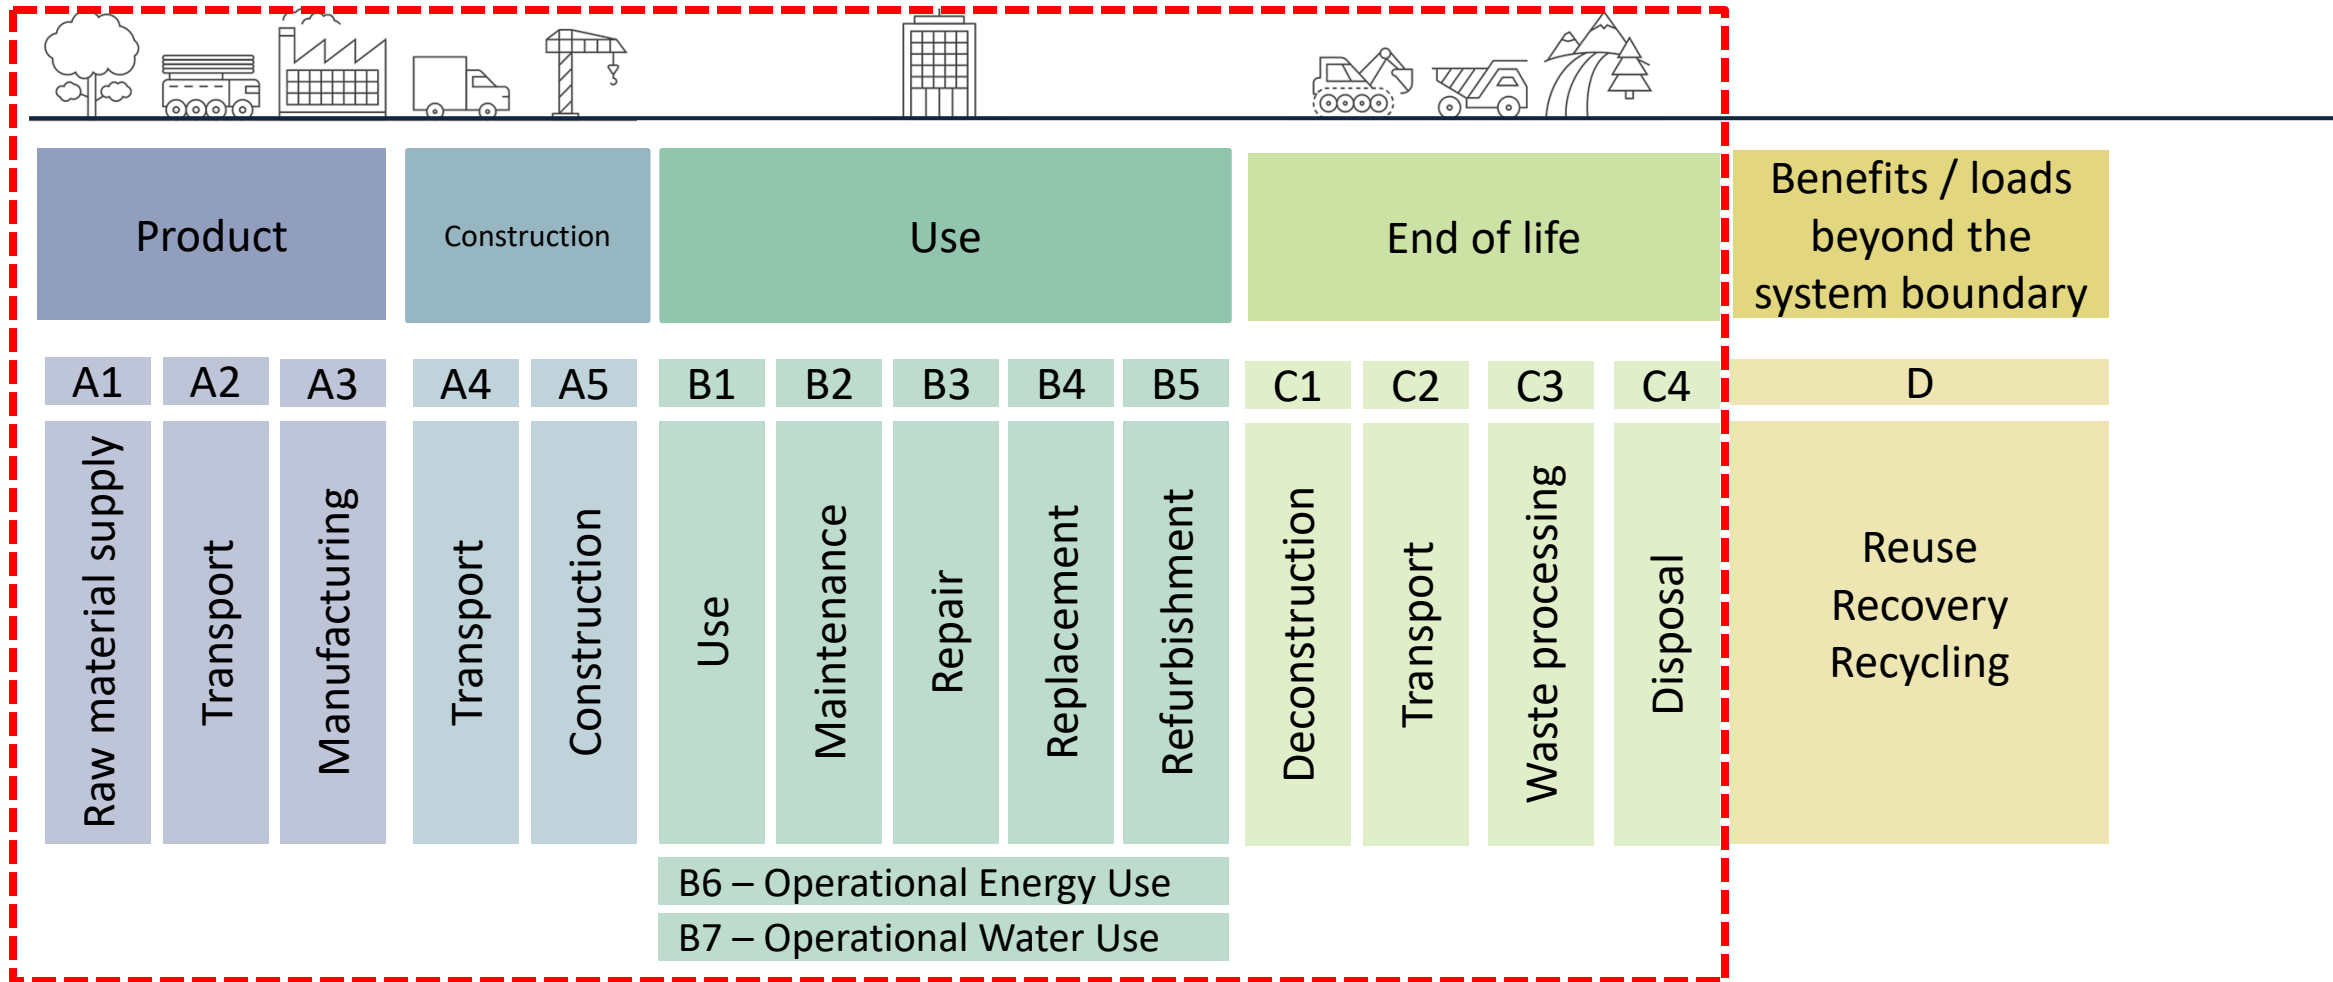 Product
Construction
Use
End of life
Benefits / loads
beyond the
system boundary
A1
A2
A3
A4
A5
B1
B2
B3
B4
B5
C1
C2
C3
C4
D
Raw material supply
Transport
Manufacturing
Transport
Construction
Use
Maintenance
Repair
Replacement
Refurbishment
Deconstruction
Transport
Waste processing
Disposal
Reuse
Recovery
Recycling
B6 – Operational Energy Use
B7 – Operational Water Use